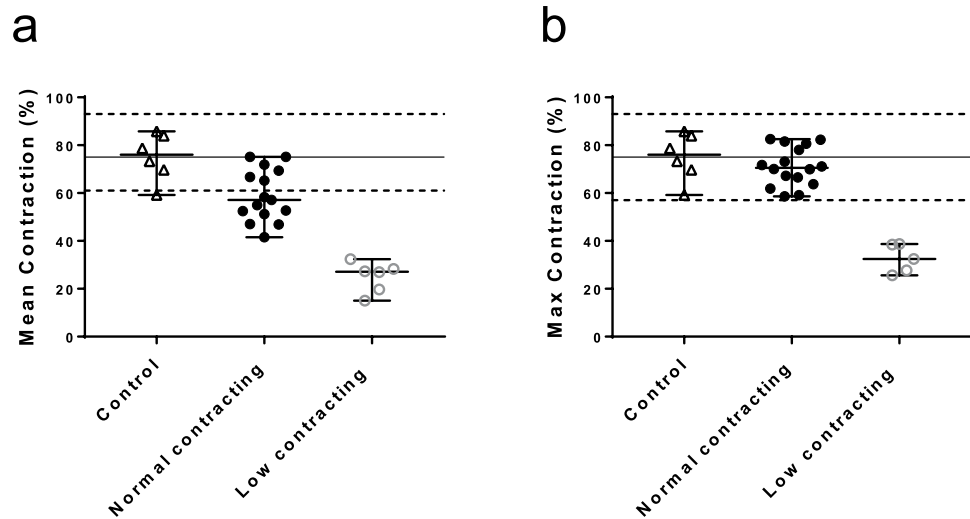 a
Mean Contraction (%)
100
80
60
40
20
0
Control
Normal contracting
Low contracting
b
Max Contraction (%)
100
80
60
40
20
0
Control
Normal contracting
Low contracting